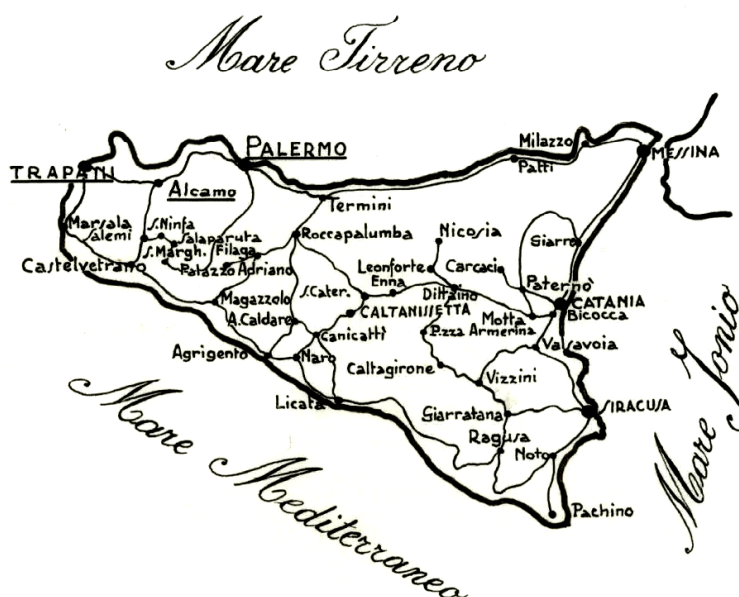 Mare Tirreno
Milazzo
PALERMO
MESSINA
TRAPANI
Patti
Alcamo
Termini
Marsala
S.Ninfa
Nicosia
Salemi
Salaparuta
Roccapalumba
Giarre
S.Margh.
Filaga
Castelvetrano
Palazzo Adriano
Leonforte
Carcaci
Enna
Paternò
S.Cater.
Dittaino
CATANIA
Magazzolo
CALTANISSETTA
Motta
Bicocca
A.Caldare
P.zza Armerina
Canicattì
Valsavoia
Agrigento
Naro
Caltagirone
Vizzini
Licata
Giarratana
SIRACUSA
Ragusa
Noto
Pachino
Mare Jonio
Mare Mediterraneo